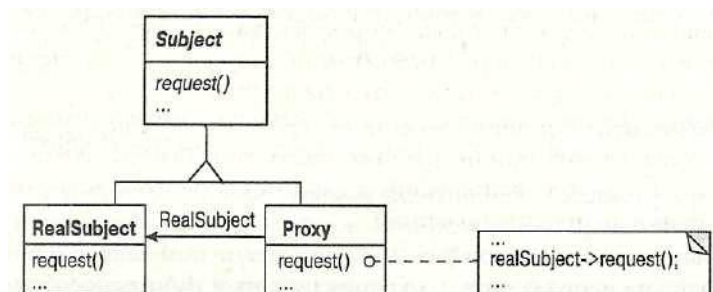 Subject
request()
...
RealSubject
request()
...
RealSubject
Proxy
request()
...
...
realSubject->request();
...